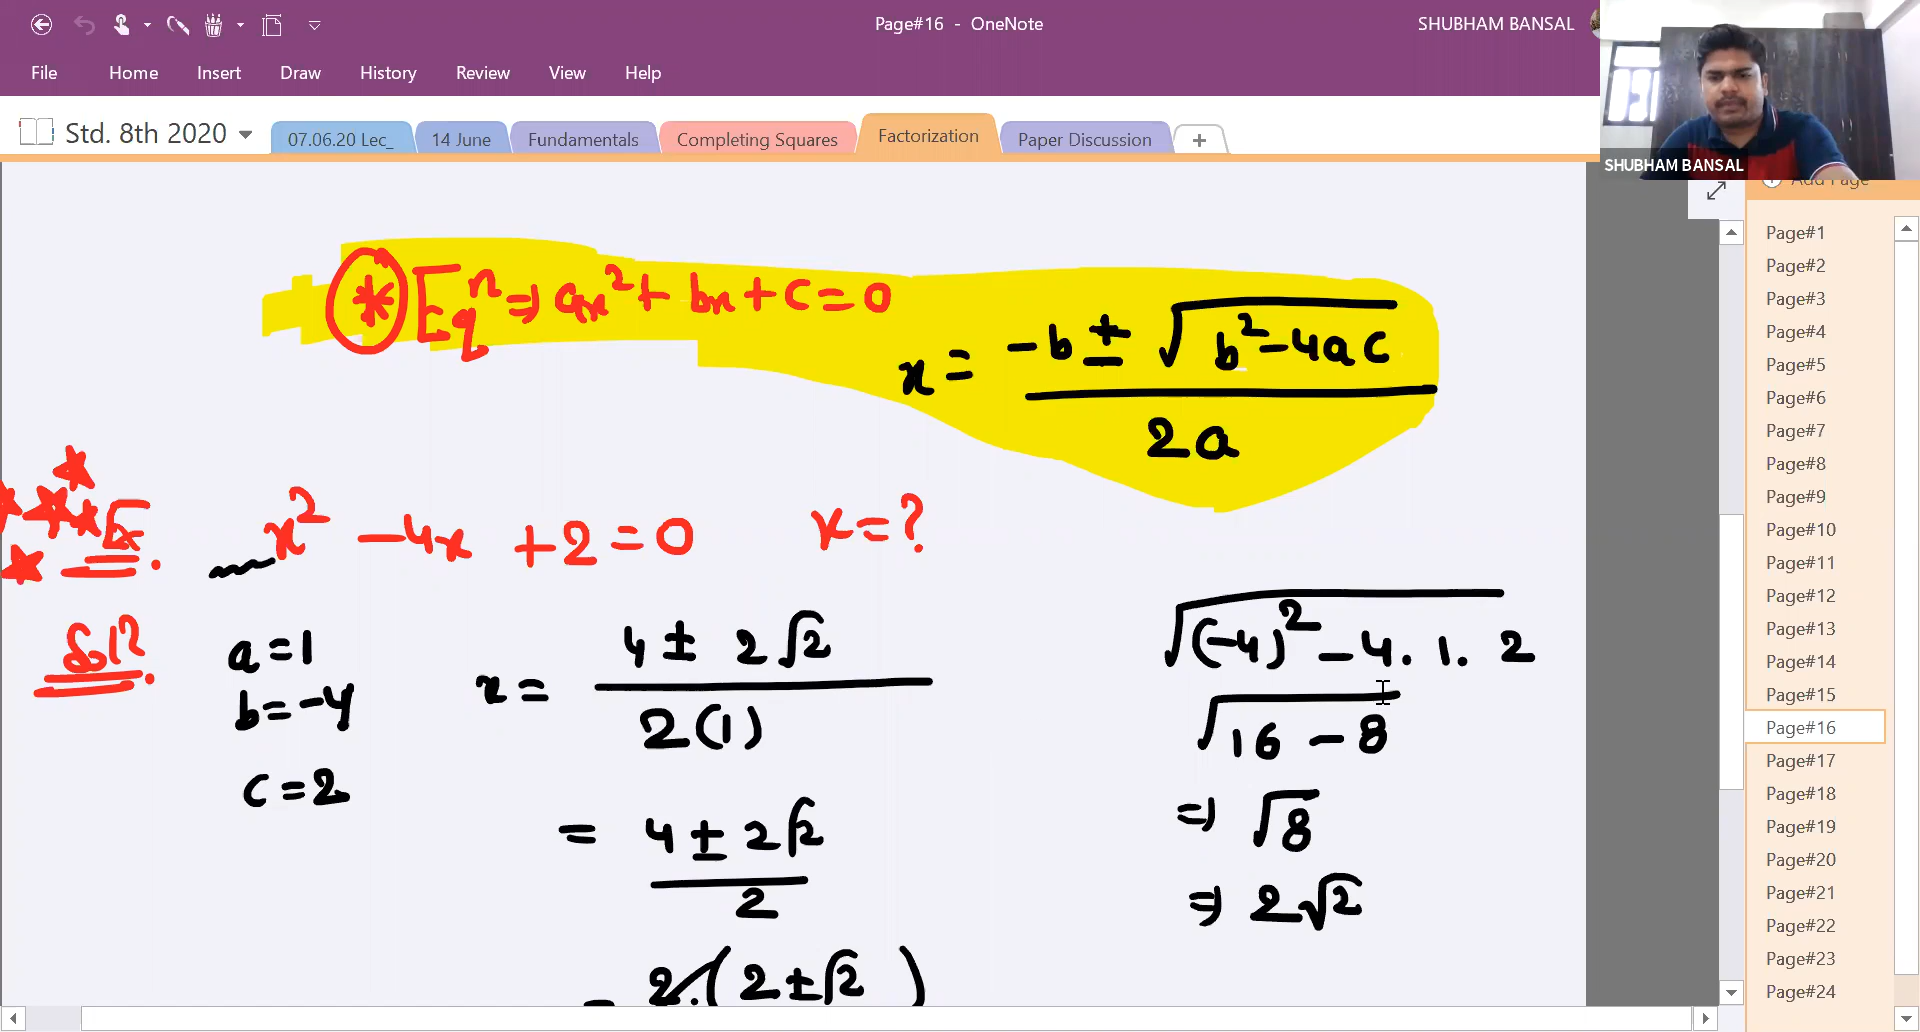 Page#16 - OneNote
SHUBHAM BANSAL
File Home Insert Draw History Review View Help
Std. 8th 2020
07.06.20 Lec_ 14 June Fundamentals Completing Squares Factorization Paper Discussion +
SHUBHAM BANSAL
Add Page
* Eqⁿ ⇒ ax² + bx + c = 0
x = (-b ± √(b² - 4ac)) / 2a
Ex. x² - 4x + 2 = 0 x = ?
Solⁿ.
a = 1
b = -4
c = 2
x = (4 ± 2√2) / 2(1)
= (4 ± 2√2) / 2
= 2·(2 ± √2)
√((-4)² - 4.1.2)
√(16 - 8)
⇒ √8
⇒ 2√2
Page#1
Page#2
Page#3
Page#4
Page#5
Page#6
Page#7
Page#8
Page#9
Page#10
Page#11
Page#12
Page#13
Page#14
Page#15
Page#16
Page#17
Page#18
Page#19
Page#20
Page#21
Page#22
Page#23
Page#24